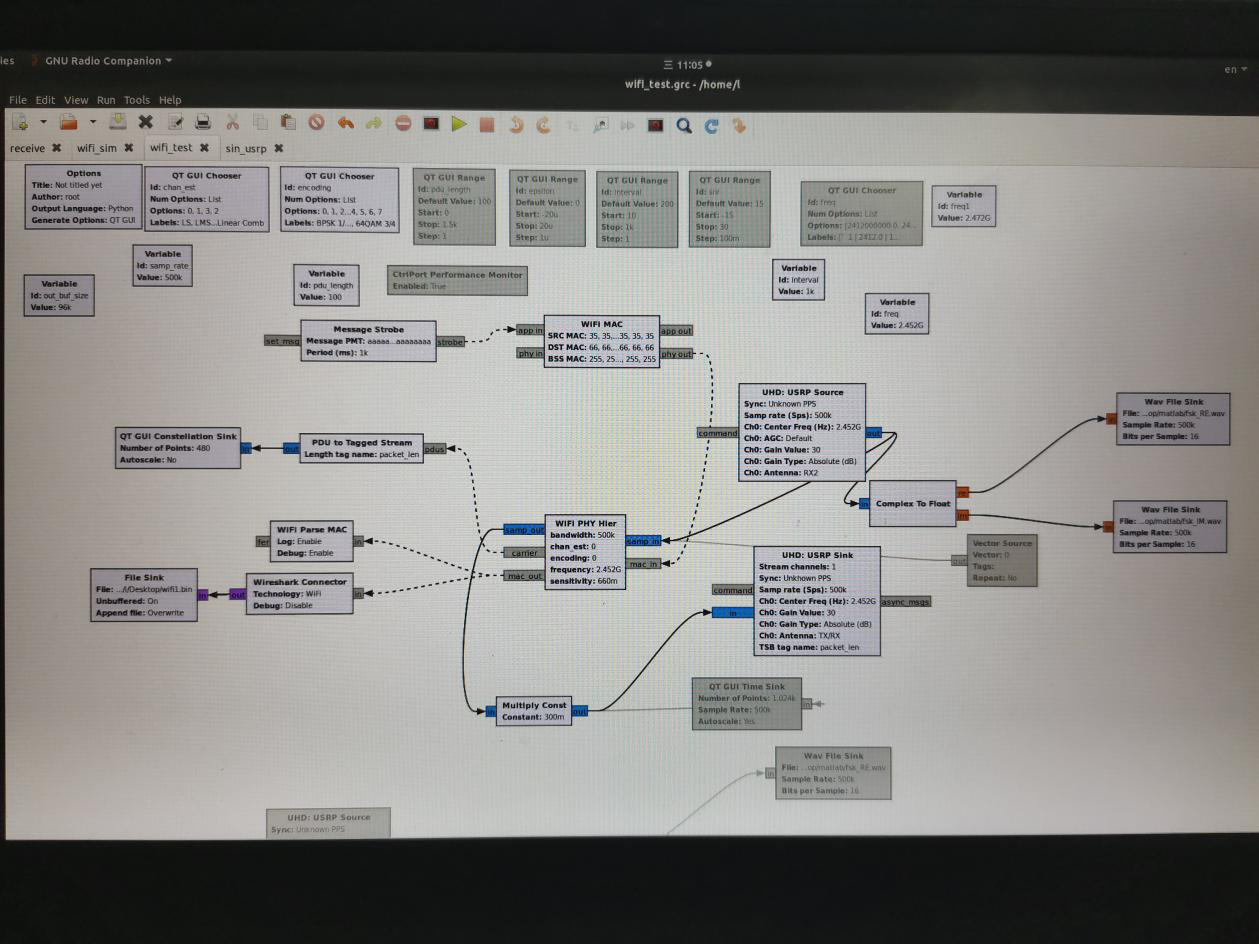 ies GNU Radio Companion
11:05
en
wifi_test.grc - /home/l
File Edit View Run Tools Help
receive wifi_sim wifi_test sin_usrp
Options
Title: Not titled yet
Author: root
Output Language: Python
Generate Options: QT GUI
QT GUI Chooser
Id: chan_est
Num Options: List
Options: 0, 1, 3, 2
Labels: LS, LMS...Linear Comb
QT GUI Chooser
Id: encoding
Num Options: List
Options: 0, 1, 2...4, 5, 6, 7
Labels: BPSK 1/..., 64QAM 3/4
QT GUI Range
Id: pdu_length
Default Value: 100
Start: 0
Stop: 1.5k
Step: 1
QT GUI Range
Id: epsilon
Default Value: 0
Start: -20u
Stop: 20u
Step: 1u
QT GUI Range
Id: interval
Default Value: 200
Start: 10
Stop: 1k
Step: 1
QT GUI Range
Id: snr
Default Value: 15
Start: -15
Stop: 30
Step: 100m
QT GUI Chooser
Id: freq
Num Options: List
Options: [2412000000.0, 24...
Labels: [' 1 | 2412.0 | 1...
Variable
Id: freq1
Value: 2.472G
Variable
Id: samp_rate
Value: 500k
Variable
Id: out_buf_size
Value: 96k
Variable
Id: pdu_length
Value: 100
CtrlPort Performance Monitor
Enabled: True
Variable
Id: interval
Value: 1k
Variable
Id: freq
Value: 2.452G
set_msg
Message Strobe
Message PMT: aaaaa...aaaaaaaa
Period (ms): 1k
strobe
app in
phy in
WiFi MAC
SRC MAC: 35, 35,...35, 35, 35
DST MAC: 66, 66,...66, 66, 66
BSS MAC: 255, 25..., 255, 255
app out
phy out
command
UHD: USRP Source
Sync: Unknown PPS
Samp rate (Sps): 500k
Ch0: Center Freq (Hz): 2.452G
Ch0: AGC: Default
Ch0: Gain Value: 30
Ch0: Gain Type: Absolute (dB)
Ch0: Antenna: RX2
out
in
Wav File Sink
File: ...op/matlab/fsk_RE.wav
Sample Rate: 500k
Bits per Sample: 16
QT GUI Constellation Sink
Number of Points: 480
Autoscale: No
in
out
PDU to Tagged Stream
Length tag name: packet_len
pdus
in
Complex To Float
re
im
in
Wav File Sink
File: ...op/matlab/fsk_IM.wav
Sample Rate: 500k
Bits per Sample: 16
fer
WiFi Parse MAC
Log: Enable
Debug: Enable
in
samp_out
carrier
mac_out
WiFi PHY Hier
bandwidth: 500k
chan_est: 0
encoding: 0
frequency: 2.452G
sensitivity: 660m
samp_in
mac_in
out
Vector Source
Vector: 0
Tags:
Repeat: No
File Sink
File: ...//Desktop/wifi1.bin
Unbuffered: On
Append file: Overwrite
in
out
Wireshark Connector
Technology: WiFi
Debug: Disable
in
command
in
UHD: USRP Sink
Stream channels: 1
Sync: Unknown PPS
Samp rate (Sps): 500k
Ch0: Center Freq (Hz): 2.452G
Ch0: Gain Value: 30
Ch0: Gain Type: Absolute (dB)
Ch0: Antenna: TX/RX
TSB tag name: packet_len
async_msgs
in
Multiply Const
Constant: 300m
out
QT GUI Time Sink
Number of Points: 1.024k
Sample Rate: 500k
Autoscale: Yes
in
in
Wav File Sink
File: ...op/matlab/fsk_RE.wav
Sample Rate: 500k
Bits per Sample: 16
UHD: USRP Source
Sync: Unknown PPS